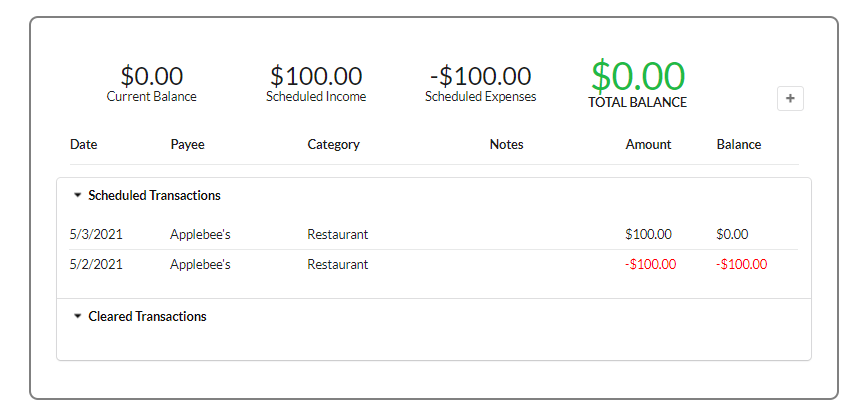 $0.00 $100.00 -$100.00 $0.00
Current Balance Scheduled Income Scheduled Expenses TOTAL BALANCE
+
Date Payee Category Notes Amount Balance
Scheduled Transactions
5/3/2021 Applebee's Restaurant $100.00 $0.00
5/2/2021 Applebee's Restaurant -$100.00 -$100.00
Cleared Transactions